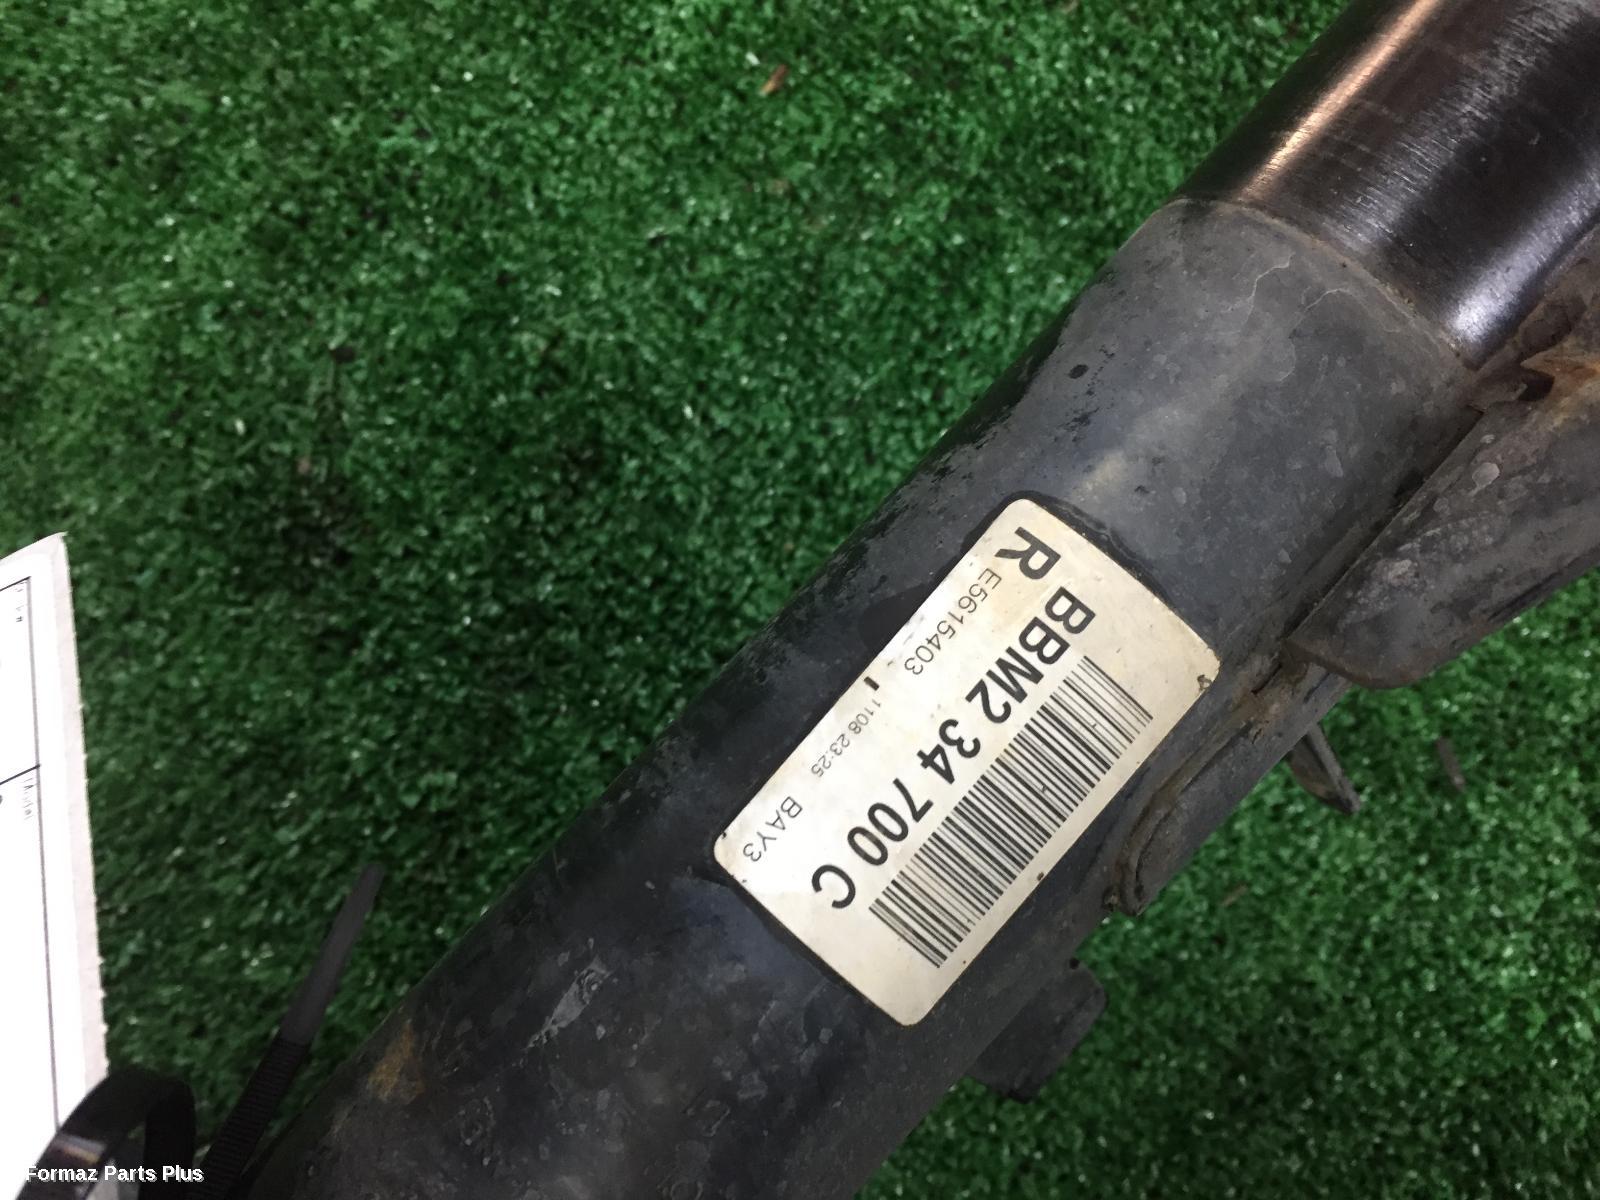 R BBM2 34 700 C
E5615403 1108 23:25 BAY3
Formaz Parts Plus